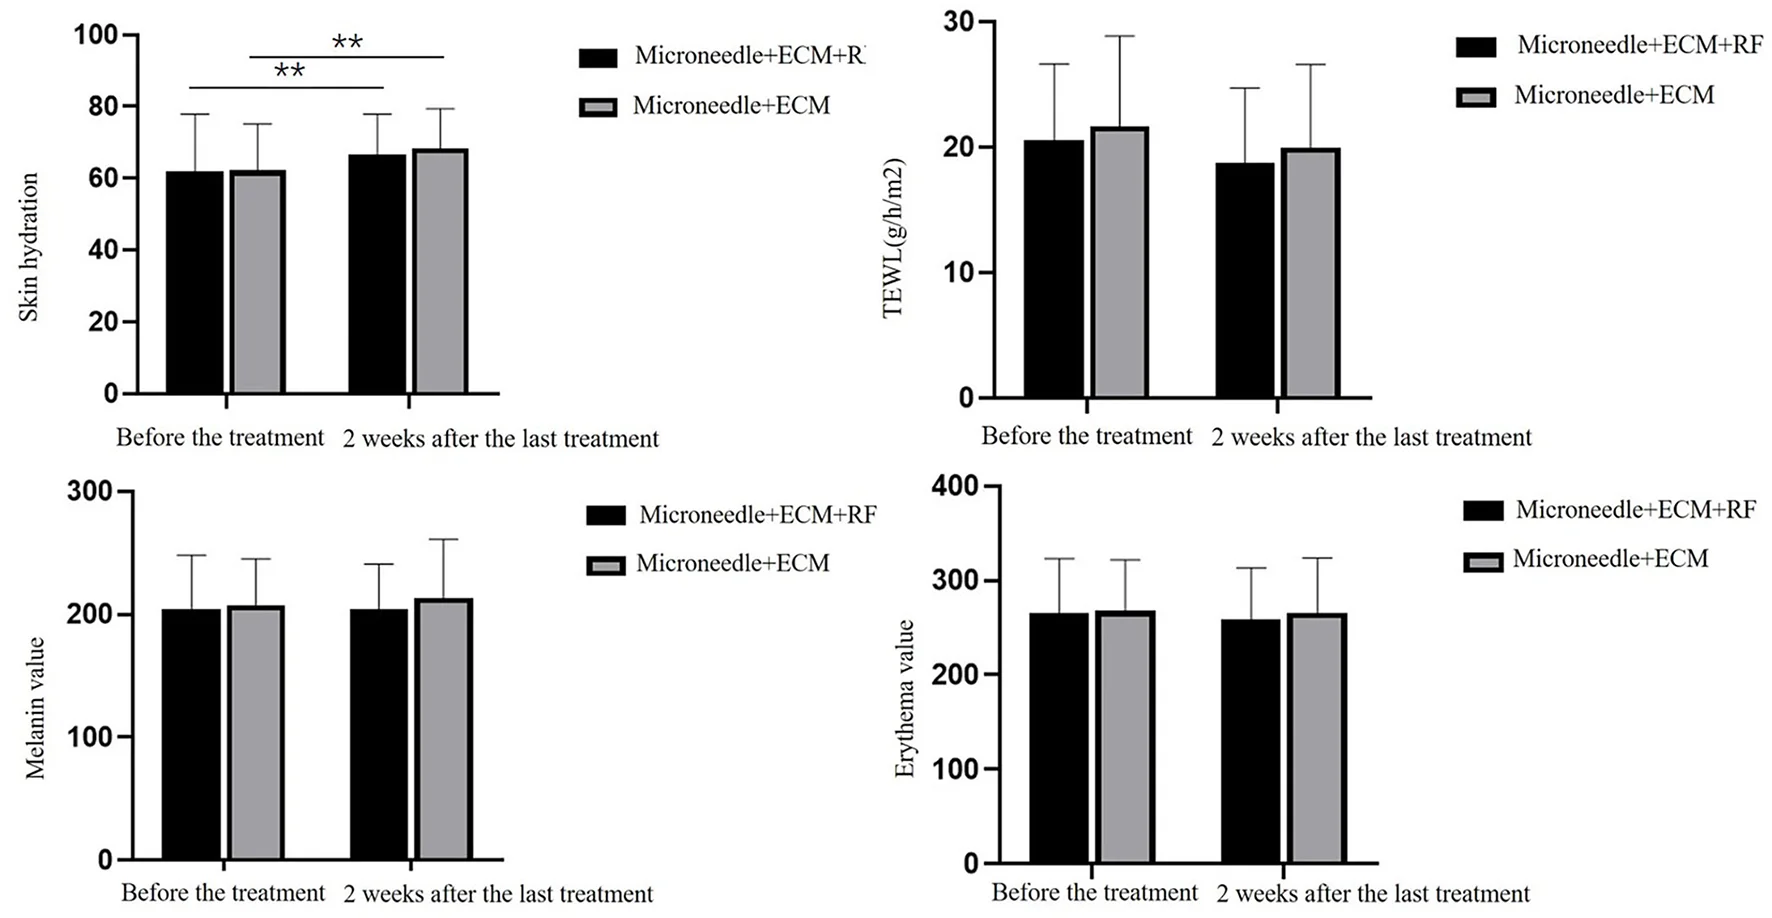 100
80
60
40
20
0
Skin hydration
**
**
Microneedle+ECM+R
Microneedle+ECM
Before the treatment
2 weeks after the last treatment
30
20
10
0
TEWL(g/h/m2)
Microneedle+ECM+RF
Microneedle+ECM
Before the treatment
2 weeks after the last treatment
300
200
100
0
Melanin value
Microneedle+ECM+RF
Microneedle+ECM
Before the treatment
2 weeks after the last treatment
400
300
200
100
0
Erythema value
Microneedle+ECM+RF
Microneedle+ECM
Before the treatment
2 weeks after the last treatment